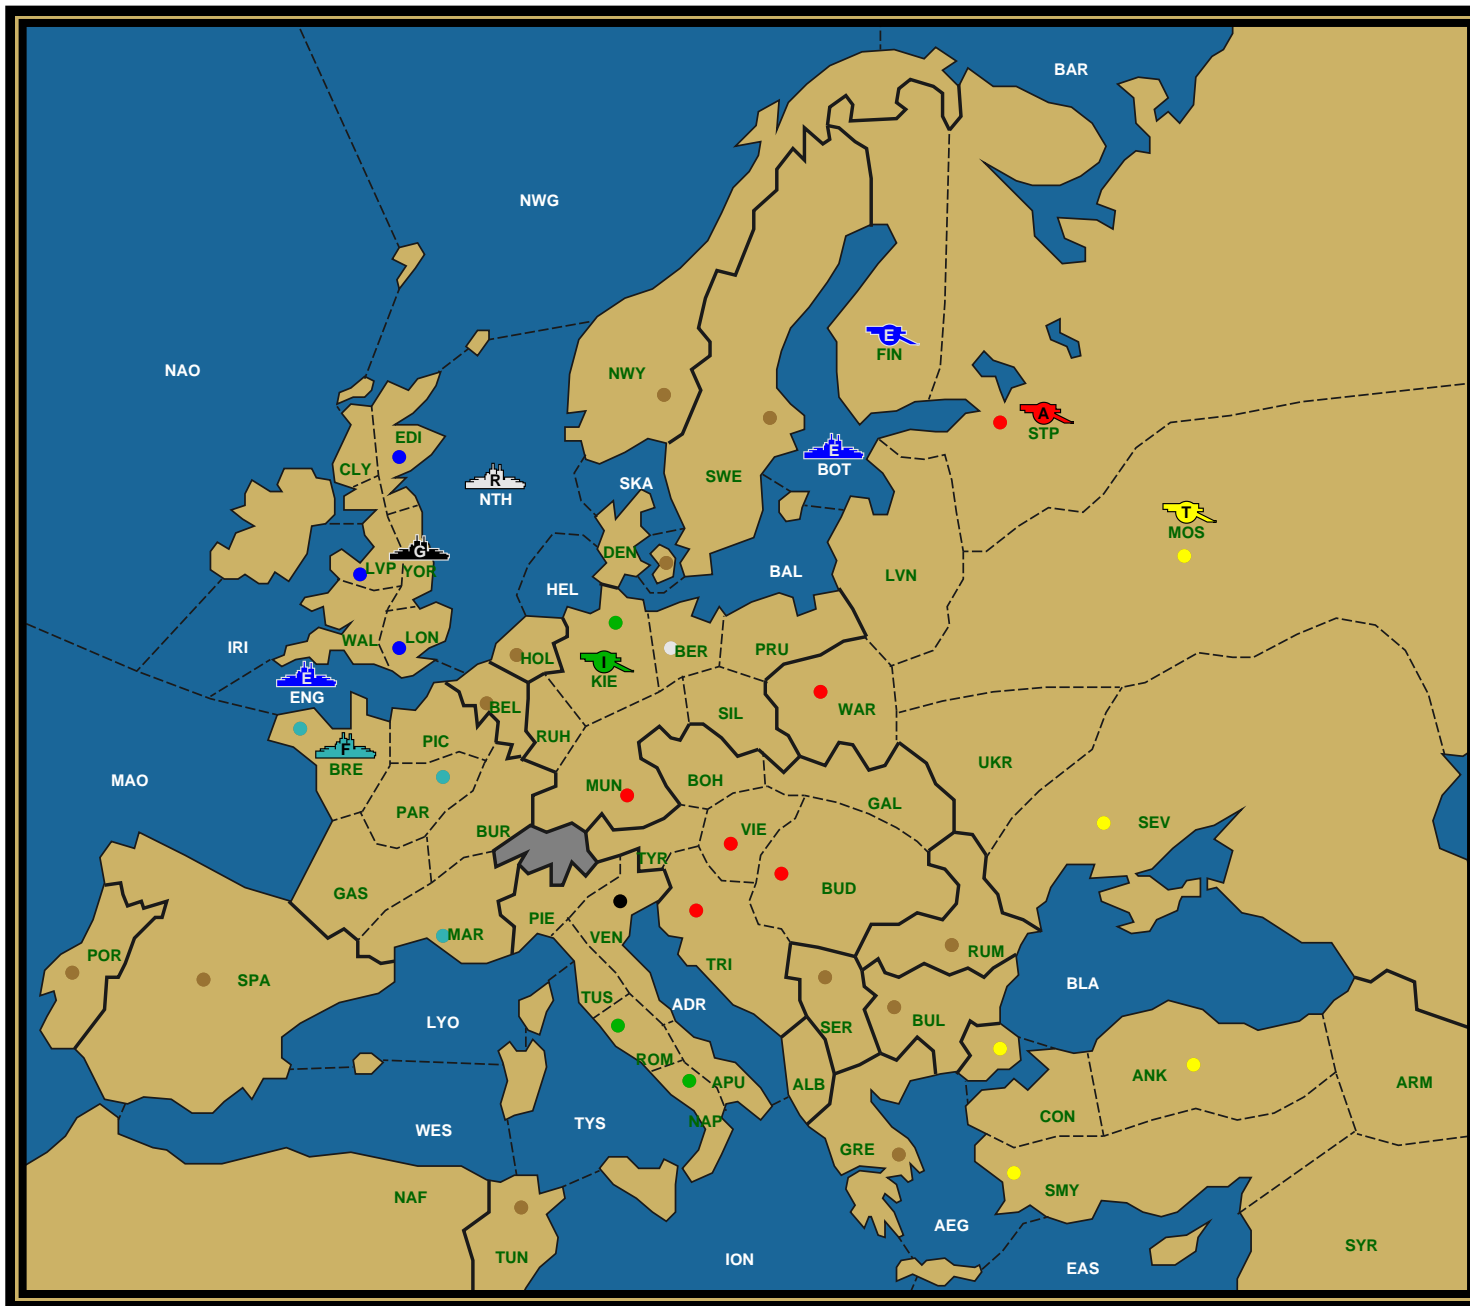 BAR
NWG
E
FIN
NAO
NWY
A
STP
EDI
CLY
E
BOT
SWE
R
NTH
SKA
T
MOS
G
LVP
YOR
DEN
HEL
BAL
LVN
IRI
WAL
LON
HOL
I
KIE
BER
PRU
E
ENG
BEL
SIL
WAR
F
BRE
PIC
RUH
MAO
MUN
BOH
UKR
PAR
GAL
BUR
VIE
SEV
TYR
GAS
BUD
PIE
VEN
MAR
POR
SPA
TRI
RUM
BLA
TUS
ADR
LYO
BUL
SER
ROM
APU
ALB
ANK
ARM
NAP
CON
WES
TYS
GRE
NAF
SMY
AEG
TUN
ION
EAS
SYR